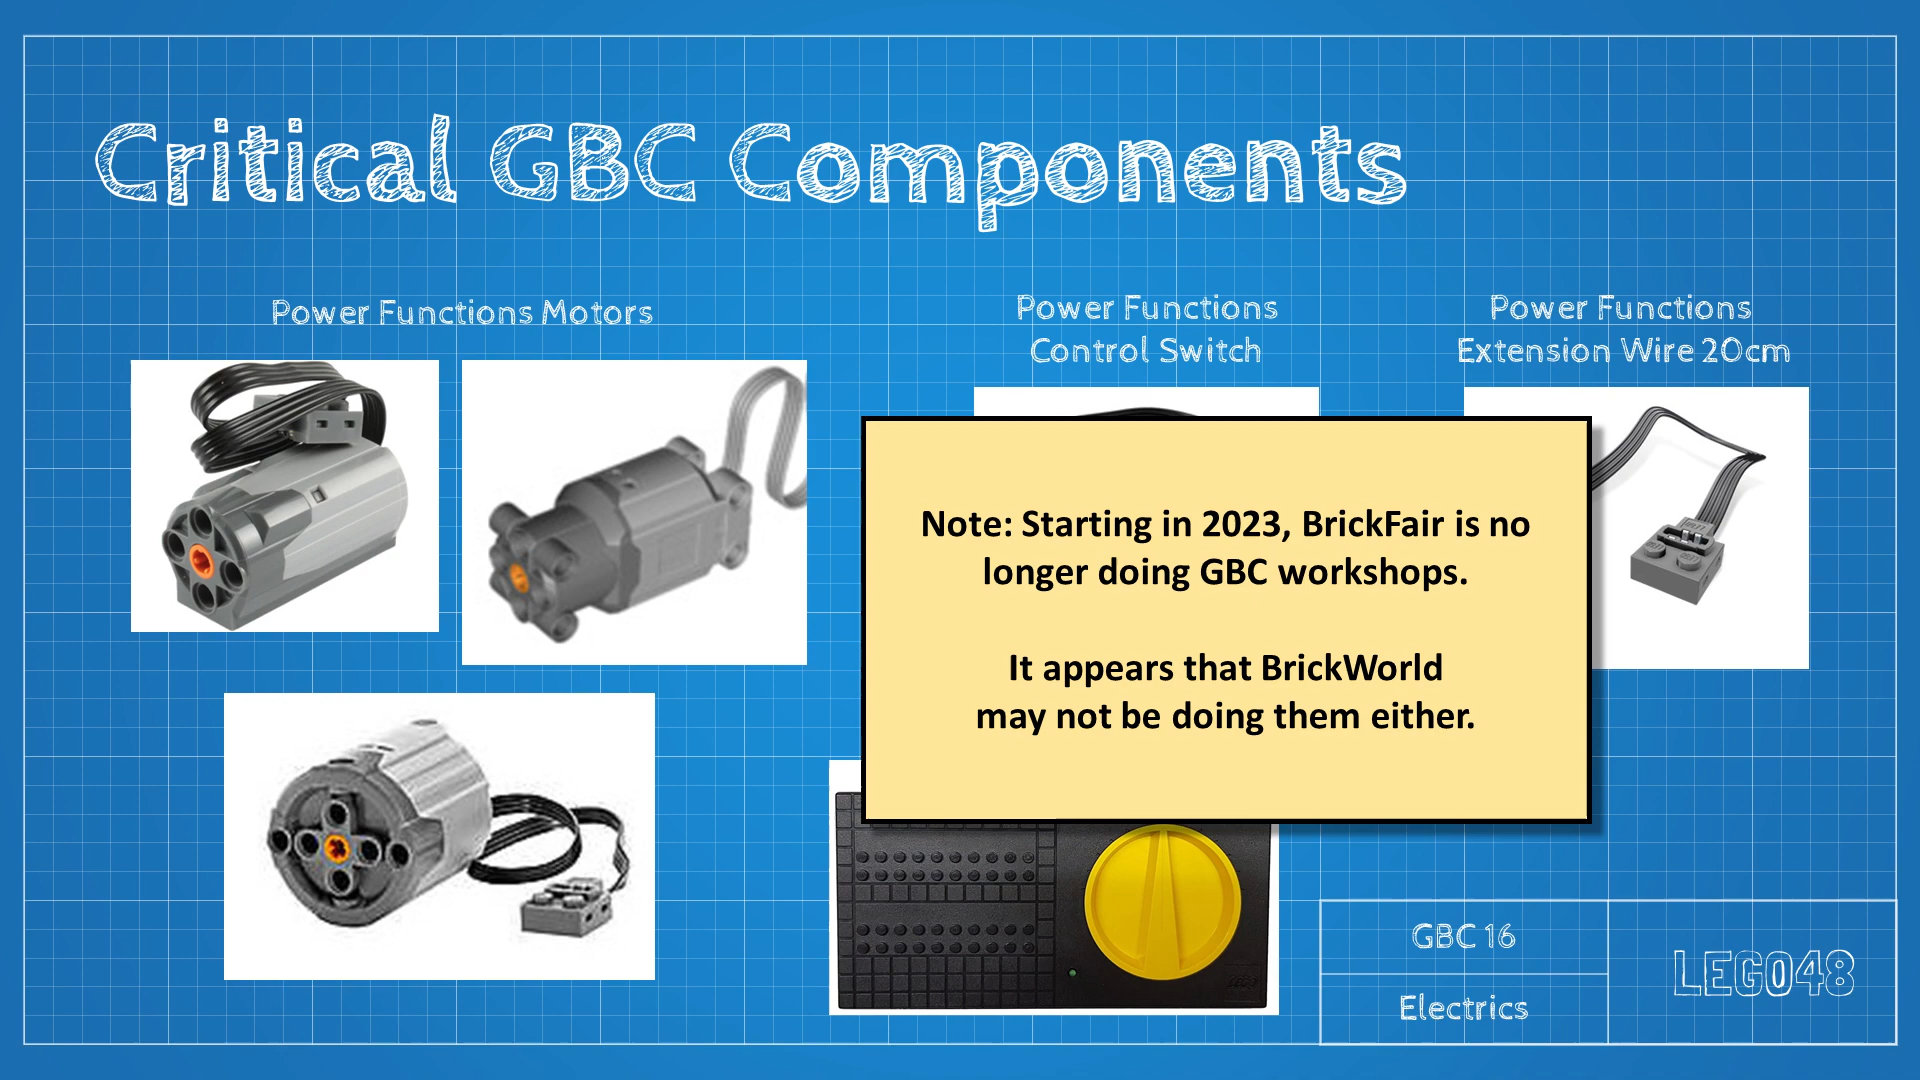 Critical GBC Components
Power Functions Motors
Power Functions
Control Switch
Power Functions
Extension Wire 20cm
Note: Starting in 2023, BrickFair is no
longer doing GBC workshops.
It appears that BrickWorld
may not be doing them either.
GBC 16
Electrics
LEGO48